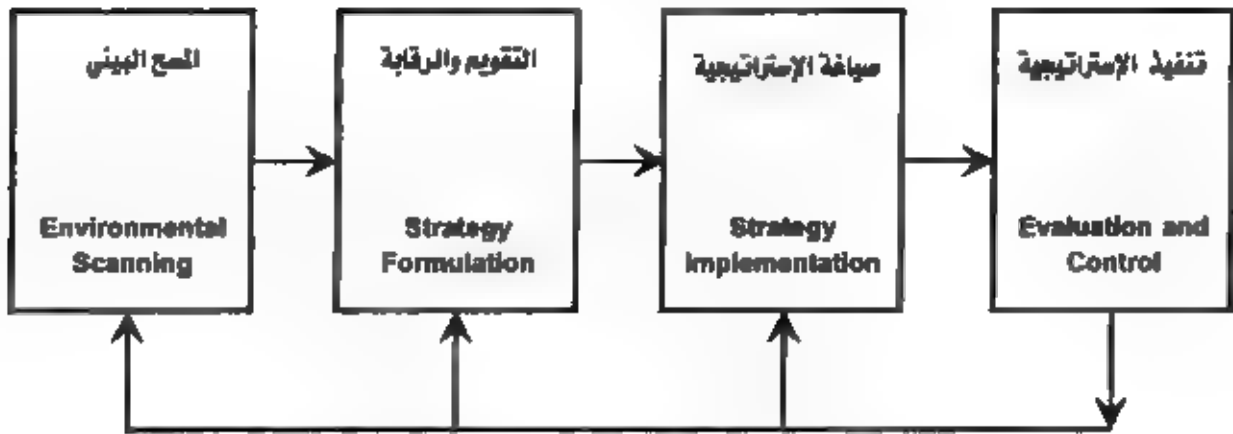 المسح البيئي
Environmental
Scanning
التقويم والرقابة
Strategy
Formulation
صياغة الإستراتيجية
Strategy
Implementation
تنفيذ الإستراتيجية
Evaluation and
Control